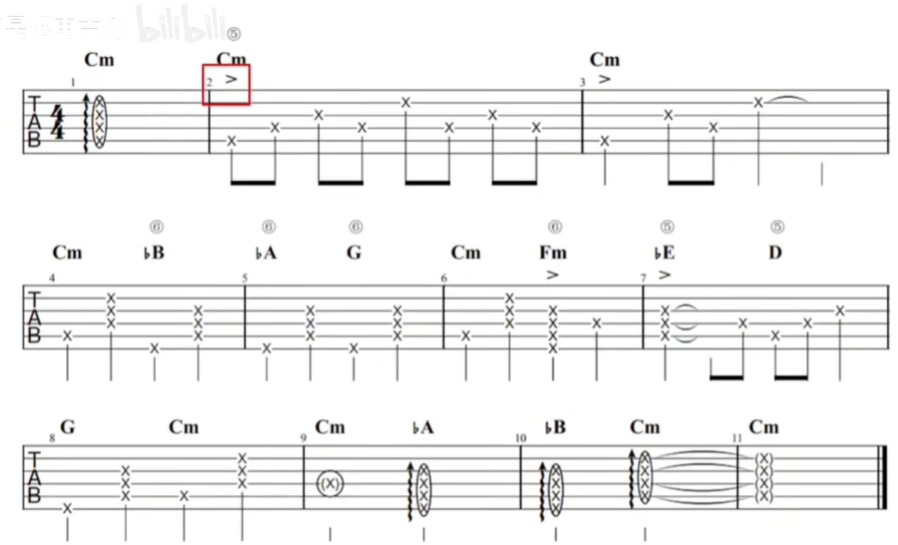 bilibili
⑤
Cm Cm Cm
1 2 > 3 >
T A B 4 4
⑥ ⑥ ⑥ ⑥ ⑤ ⑤
Cm ♭B ♭A G Cm Fm ♭E D
4 5 6 > 7 >
T A B
G Cm Cm ♭A ♭B Cm Cm
8 9 10 11
T A B